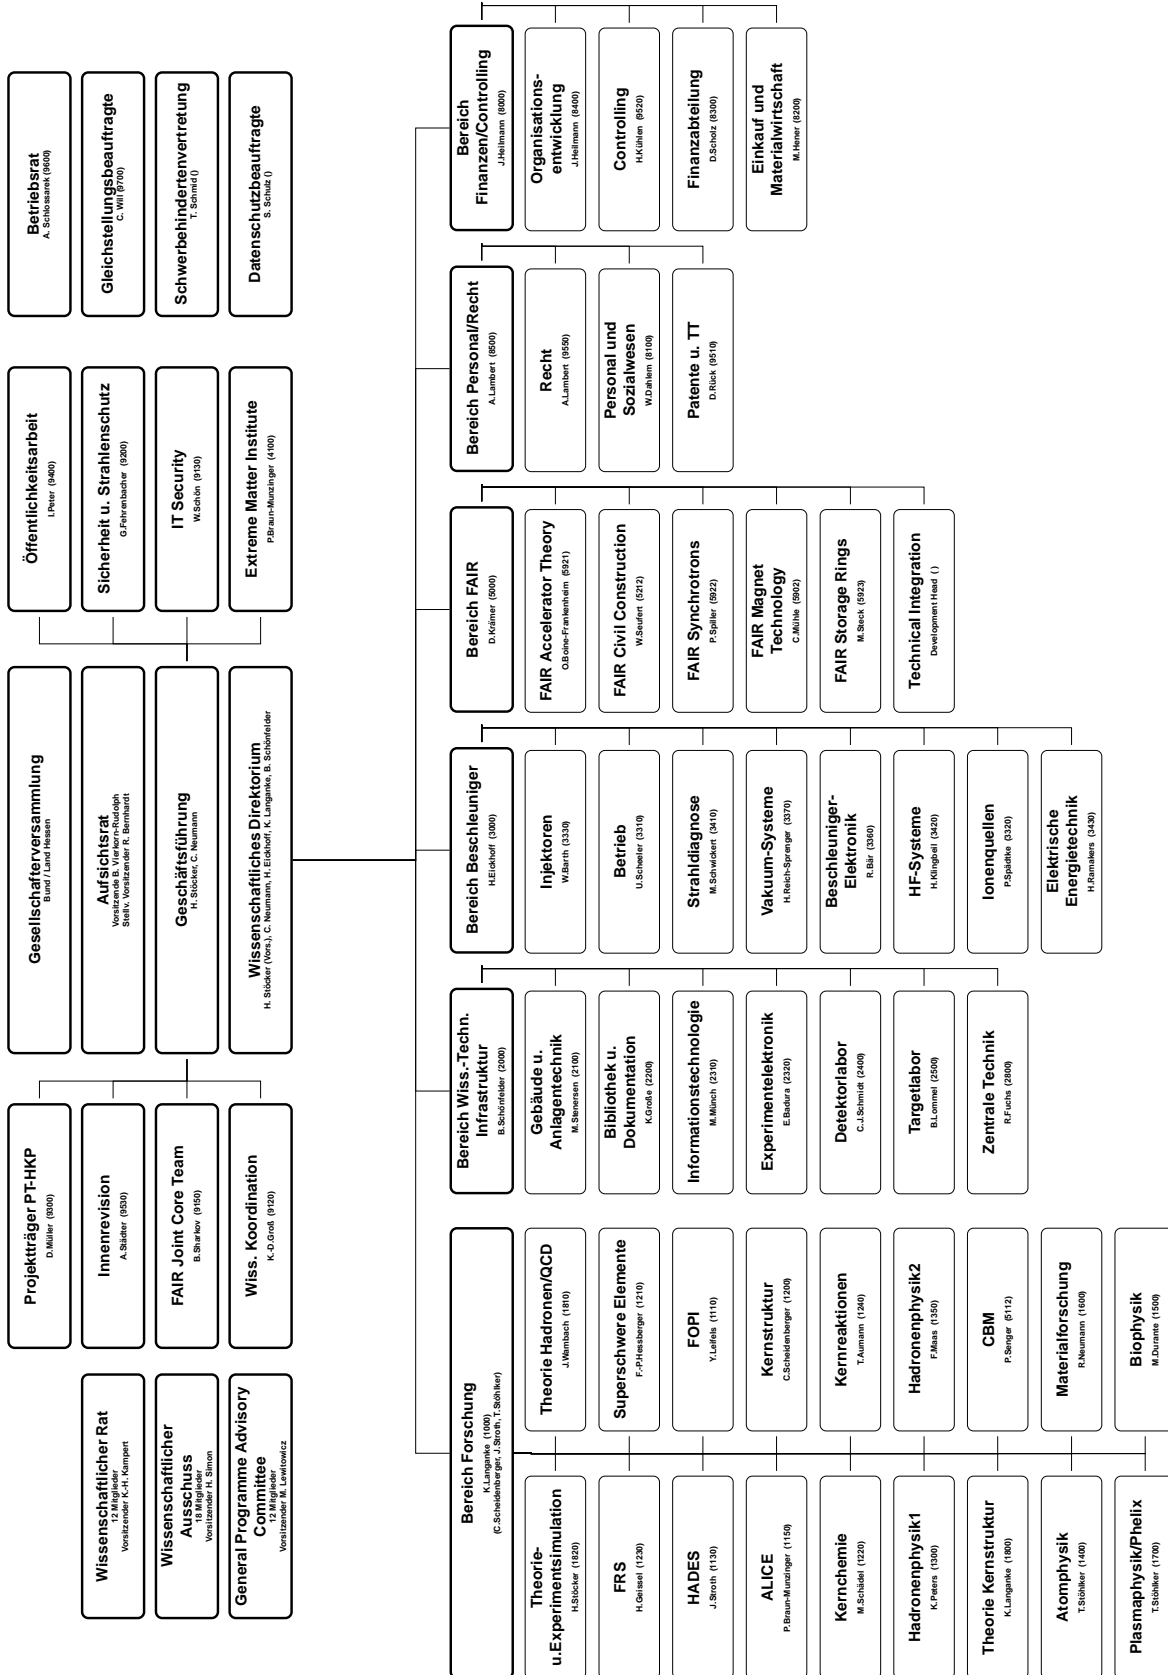 Wissenschaftlicher Rat
12 Mitglieder
Vorsitzender K.-H. Kampert
Wissenschaftlicher
Ausschuss
18 Mitglieder
Vorsitzender H. Simon
General Programme Advisory
Committee
12 Mitglieder
Vorsitzender M. Lewitowicz
Projektträger PT-HKP
D.Müller (9300)
Innenrevision
A.Städter (9530)
FAIR Joint Core Team
B.Sharkov (9150)
Wiss. Koordination
K.-D.Groß (9120)
Gesellschafterversammlung
Bund / Land Hessen
Aufsichtsrat
Vorsitzende B. Vierkorn-Rudolph
Stellv. Vorsitzender R. Bernhardt
Geschäftsführung
H. Stöcker, C. Neumann
Wissenschaftliches Direktorium
H. Stöcker (Vors.), C. Neumann, H. Eickhoff, K. Langanke, B. Schönfelder
Öffentlichkeitsarbeit
I.Peter (9400)
Sicherheit u. Strahlenschutz
G.Fehrenbacher (9200)
IT Security
W.Schön (9130)
Extreme Matter Institute
P.Braun-Munzinger (4100)
Betriebsrat
A. Schlossarek (9600)
Gleichstellungsbeauftragte
C. Will (9700)
Schwerbehindertenvertretung
T. Schmid ()
Datenschutzbeauftragte
S. Schulz ()
Bereich Forschung
K.Langanke (1000)
(C.Scheidenberger, J.Stroth, T.Stöhlker)
Theorie-
u.Experimentsimulation
H.Stöcker (1820)
FRS
H.Geissel (1230)
HADES
J.Stroth (1130)
ALICE
P.Braun-Munzinger (1150)
Kernchemie
M.Schädel (1220)
Hadronenphysik1
K.Peters (1300)
Theorie Kernstruktur
K.Langanke (1800)
Atomphysik
T.Stöhlker (1400)
Plasmaphysik/Phelix
T.Stöhlker (1700)
Theorie Hadronen/QCD
J.Wambach (1810)
Superschwere Elemente
F.-P.Hessberger (1210)
FOPI
Y.Leifels (1110)
Kernstruktur
C.Scheidenberger (1200)
Kernreaktionen
T.Aumann (1240)
Hadronenphysik2
F.Maas (1350)
CBM
P.Senger (5112)
Materialforschung
R.Neumann (1600)
Biophysik
M.Durante (1500)
Bereich Wiss.-Techn.
Infrastruktur
B.Schönfelder (2000)
Gebäude u.
Anlagentechnik
M.Stenersen (2100)
Bibliothek u.
Dokumentation
K.Große (2200)
Informationstechnologie
M.Münch (2310)
Experimentelektronik
E.Badura (2320)
Detektorlabor
C.J.Schmidt (2400)
Targetlabor
B.Lommel (2500)
Zentrale Technik
R.Fuchs (2800)
Bereich Beschleuniger
H.Eickhoff (3000)
Injektoren
W.Barth (3330)
Betrieb
U.Scheeler (3310)
Strahldiagnose
M.Schwickert (3410)
Vakuum-Systeme
H.Reich-Sprenger (3370)
Beschleuniger-
Elektronik
R.Bär (3360)
HF-Systeme
H.Klingbeil (3420)
Ionenquellen
P.Spädtke (3320)
Elektrische
Energietechnik
H.Ramakers (3430)
Bereich FAIR
D.Krämer (5000)
FAIR Accelerator Theory
O.Boine-Frankenheim (5921)
FAIR Civil Construction
W.Seufert (5212)
FAIR Synchrotrons
P.Spiller (5922)
FAIR Magnet
Technology
C.Mühle (5902)
FAIR Storage Rings
M.Steck (5923)
Technical Integration
Development Head ()
Bereich Personal/Recht
A.Lambert (8500)
Recht
A.Lambert (9550)
Personal und
Sozialwesen
W.Dahlem (8100)
Patente u. TT
D.Rück (9510)
Bereich
Finanzen/Controlling
J.Heilmann (8000)
Organisations-
entwicklung
J.Heilmann (8400)
Controlling
H.Kühlen (9520)
Finanzabteilung
D.Scholz (8300)
Einkauf und
Materialwirtschaft
M.Hener (8200)